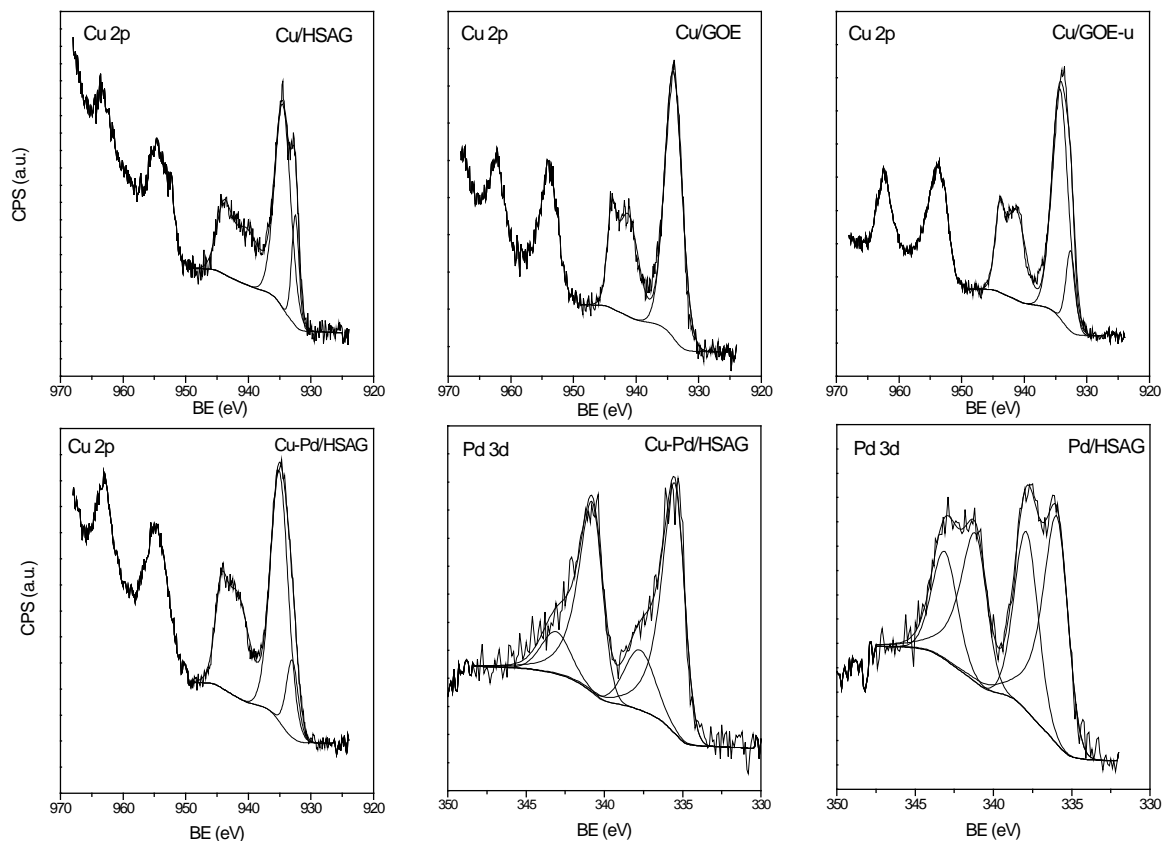 Cu 2p Cu/HSAG
CPS (a.u.)
970 960 950 940 930 920
BE (eV)
Cu 2p Cu/GOE
970 960 950 940 930 920
BE (eV)
Cu 2p Cu/GOE-u
970 960 950 940 930 920
BE (eV)
Cu 2p Cu-Pd/HSAG
CPS (a.u.)
970 960 950 940 930 920
BE (eV)
Pd 3d Cu-Pd/HSAG
350 345 340 335 330
BE (eV)
Pd 3d Pd/HSAG
350 345 340 335 330
BE (eV)